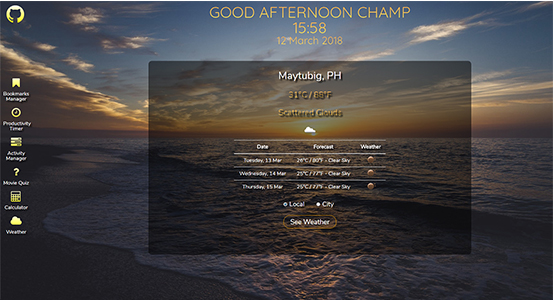 GOOD AFTERNOON CHAMP
15:58
12 March 2018
Bookmarks
Manager
Productivity
Timer
Activity
Manager
?
Movie Quiz
Calculator
Weather
Maytubig, PH
31°C / 88°F
Scattered Clouds
Date Forecast Weather
Tuesday, 13 Mar 26°C / 80°F - Clear Sky
Wednesday, 14 Mar 25°C / 77°F - Clear Sky
Thursday, 15 Mar 25°C / 77°F - Clear Sky
Local City
See Weather